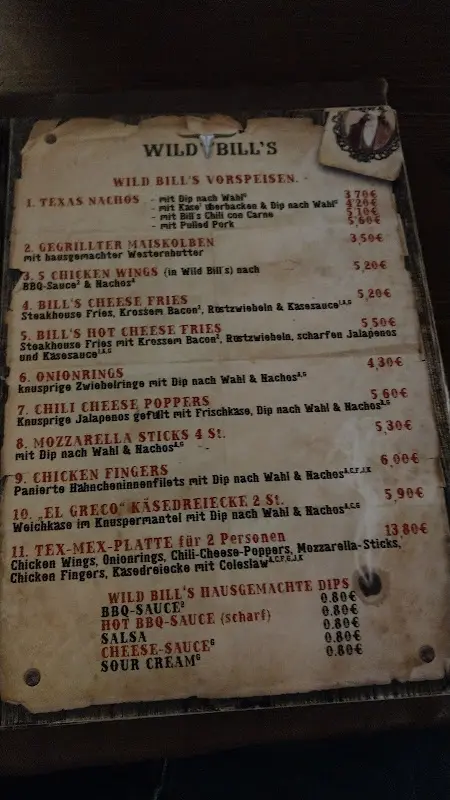 WILD BILL'S
WILD BILL'S VORSPEISEN.
1. TEXAS NACHOS - mit Dip nach Wahl 3.70€
- mit Käse überbacken & Dip nach Wahl 4.20€
- mit Bill's Chili con Carne 5.10€
- mit Pulled Pork 5.60€
2. GEGRILLTER MAISKOLBEN 3,50€
mit hausgemachter Westernbutter
3. 5 CHICKEN WINGS (in Wild Bill's) nach 5,20€
BBQ-Sauce & Nachos
4. BILL'S CHEESE FRIES 5,20€
Steakhouse Fries, Krossem Bacon, Röstzwiebeln & Käsesauce
5. BILL'S HOT CHEESE FRIES 5.50€
Steakhouse Fries mit Krossem Bacon, Röstzwiebeln, scharfen Jalapenos
und Käsesauce
6. ONIONRINGS 4,30€
knusprige Zwiebelringe mit Dip nach Wahl & Nachos
7. CHILI CHEESE POPPERS 5.60€
Knusprige Jalapenos gefüllt mit Frischkäse, Dip nach Wahl & Nachos
8. MOZZARELLA STICKS 4 St. 5,30€
mit Dip nach Wahl & Nachos
9. CHICKEN FINGERS 6,00€
Panierte Hähncheninnenfilets mit Dip nach Wahl & Nachos
10. „EL GRECO" KÄSEDREIECKE 2 St. 5,90€
Weichkäse im Knuspermantel mit Dip nach Wahl & Nachos
11. TEX-MEX-PLATTE für 2 Personen 13.80€
Chicken Wings, Onionrings, Chili-Cheese-Poppers, Mozzarella-Sticks,
Chicken Fingers, Käsedreiecke mit Coleslaw
WILD BILL'S HAUSGEMACHTE DIPS
BBQ-SAUCE 0.80€
HOT BBQ-SAUCE (scharf) 0.80€
SALSA 0.80€
CHEESE-SAUCE 0.80€
SOUR CREAM 0.80€